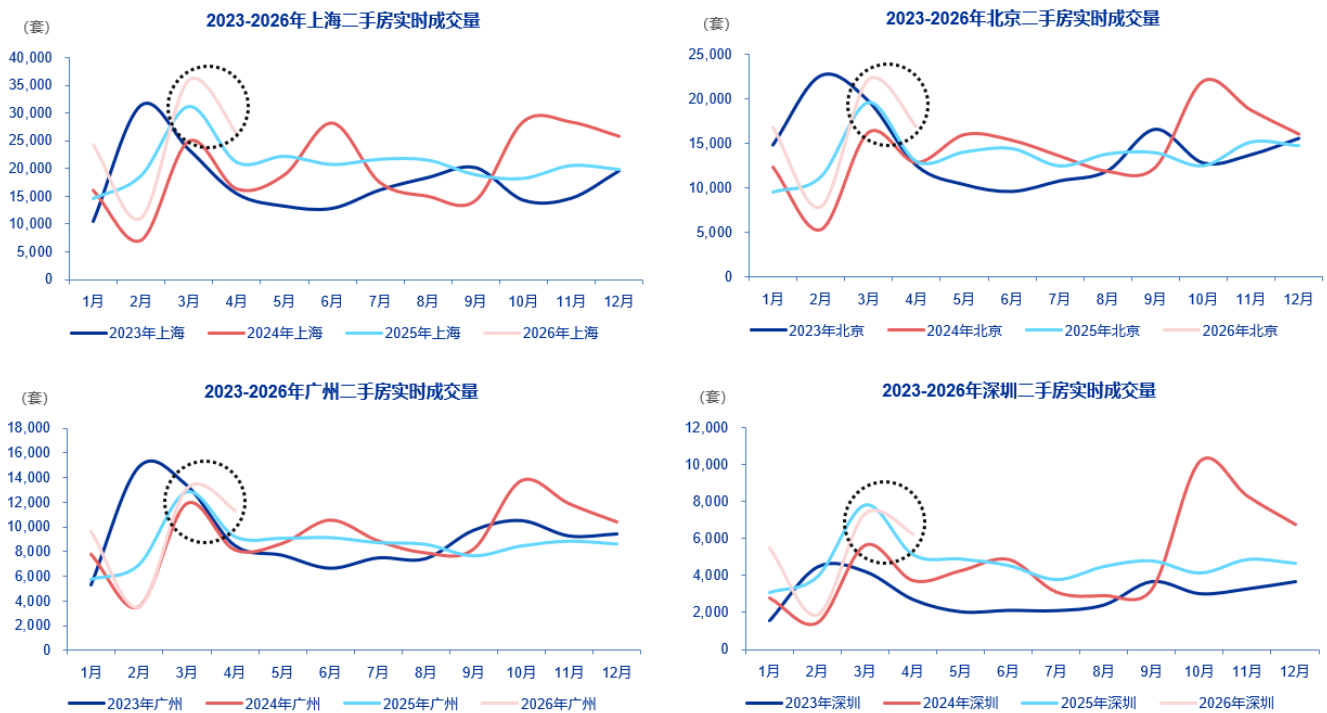 2023-2026年上海二手房实时成交量
(套)
40,000
35,000
30,000
25,000
20,000
15,000
10,000
5,000
0
1月 2月 3月 4月 5月 6月 7月 8月 9月 10月 11月 12月
2023年上海 2024年上海 2025年上海 2026年上海
2023-2026年北京二手房实时成交量
(套)
25,000
20,000
15,000
10,000
5,000
0
1月 2月 3月 4月 5月 6月 7月 8月 9月 10月 11月 12月
2023年北京 2024年北京 2025年北京 2026年北京
2023-2026年广州二手房实时成交量
(套)
18,000
16,000
14,000
12,000
10,000
8,000
6,000
4,000
2,000
0
1月 2月 3月 4月 5月 6月 7月 8月 9月 10月 11月 12月
2023年广州 2024年广州 2025年广州 2026年广州
2023-2026年深圳二手房实时成交量
(套)
12,000
10,000
8,000
6,000
4,000
2,000
0
1月 2月 3月 4月 5月 6月 7月 8月 9月 10月 11月 12月
2023年深圳 2024年深圳 2025年深圳 2026年深圳